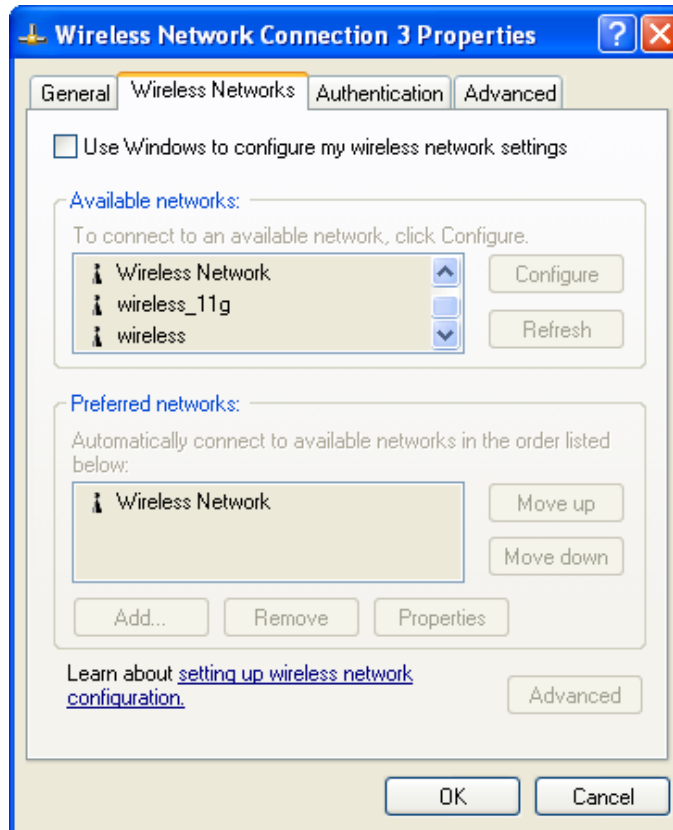 Wireless Network Connection 3 Properties
General Wireless Networks Authentication Advanced
Use Windows to configure my wireless network settings
Available networks:
To connect to an available network, click Configure.
Wireless Network
wireless_11g
wireless
Configure
Refresh
Preferred networks:
Automatically connect to available networks in the order listed
below:
Wireless Network
Move up
Move down
Add... Remove Properties
Learn about setting up wireless network
configuration.
Advanced
OK Cancel